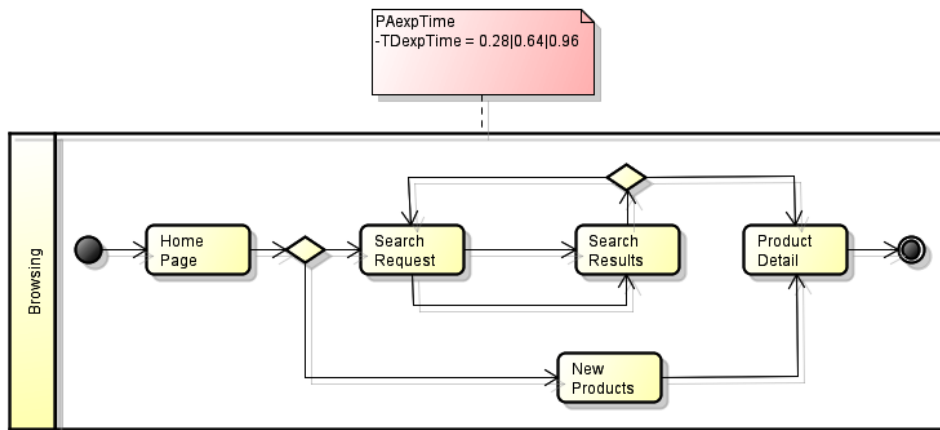 PAexpTime
-TDexpTime = 0.28|0.64|0.96
Browsing
Home
Page
Search
Request
Search
Results
Product
Detail
New
Products